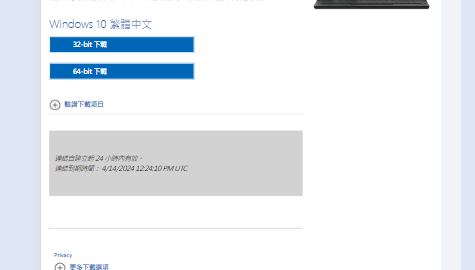 Windows 10 繁體中文
32-bit 下載
64-bit 下載
驗證下載項目
連結自建立起 24 小時內有效。
連結到期時間： 4/14/2024 12:24:10 PM UTC
Privacy
更多下載選項